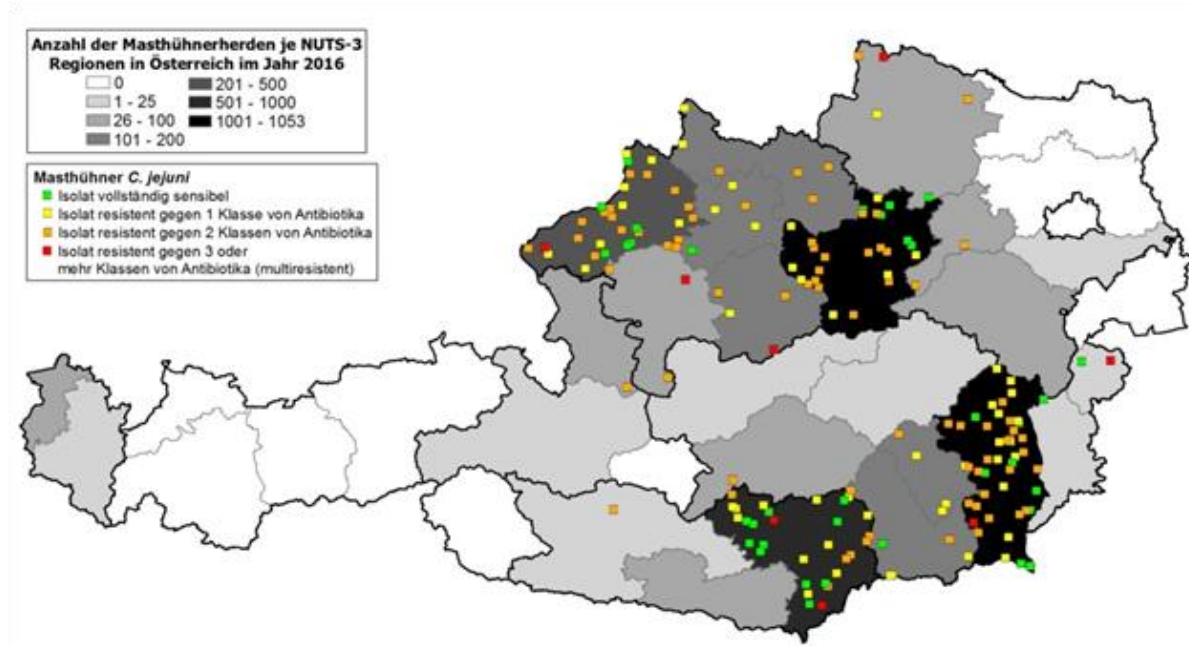 Anzahl der Masthühnerherden je NUTS-3
Regionen in Österreich im Jahr 2016
0
201 - 500
1 - 25
501 - 1000
26 - 100
1001 - 1053
101 - 200
Masthühner C. jejuni
Isolat vollständig sensibel
Isolat resistent gegen 1 Klasse von Antibiotika
Isolat resistent gegen 2 Klassen von Antibiotika
Isolat resistent gegen 3 oder
mehr Klassen von Antibiotika (multiresistent)